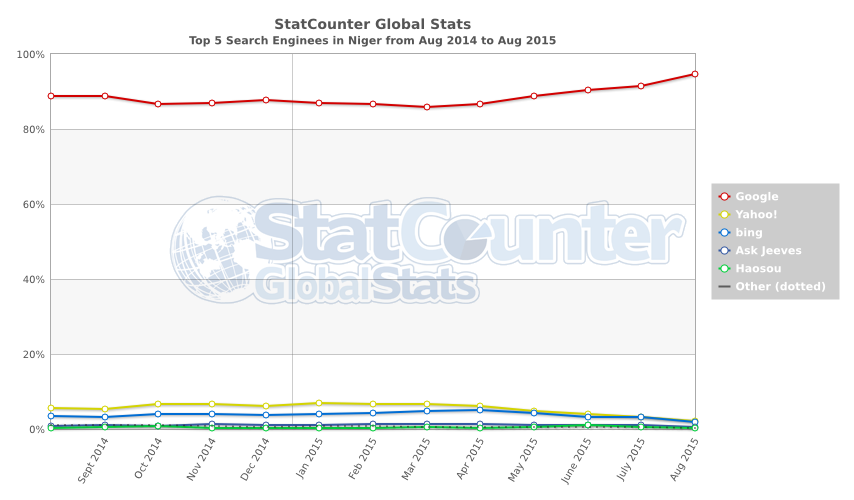 StatCounter Global Stats
Top 5 Search Enginees in Niger from Aug 2014 to Aug 2015
100%
80%
60%
40%
20%
0%
StatCounter
GlobalStats
Sept 2014
Oct 2014
Nov 2014
Dec 2014
Jan 2015
Feb 2015
Mar 2015
Apr 2015
May 2015
June 2015
July 2015
Aug 2015
Google
Yahoo!
bing
Ask Jeeves
Haosou
Other (dotted)